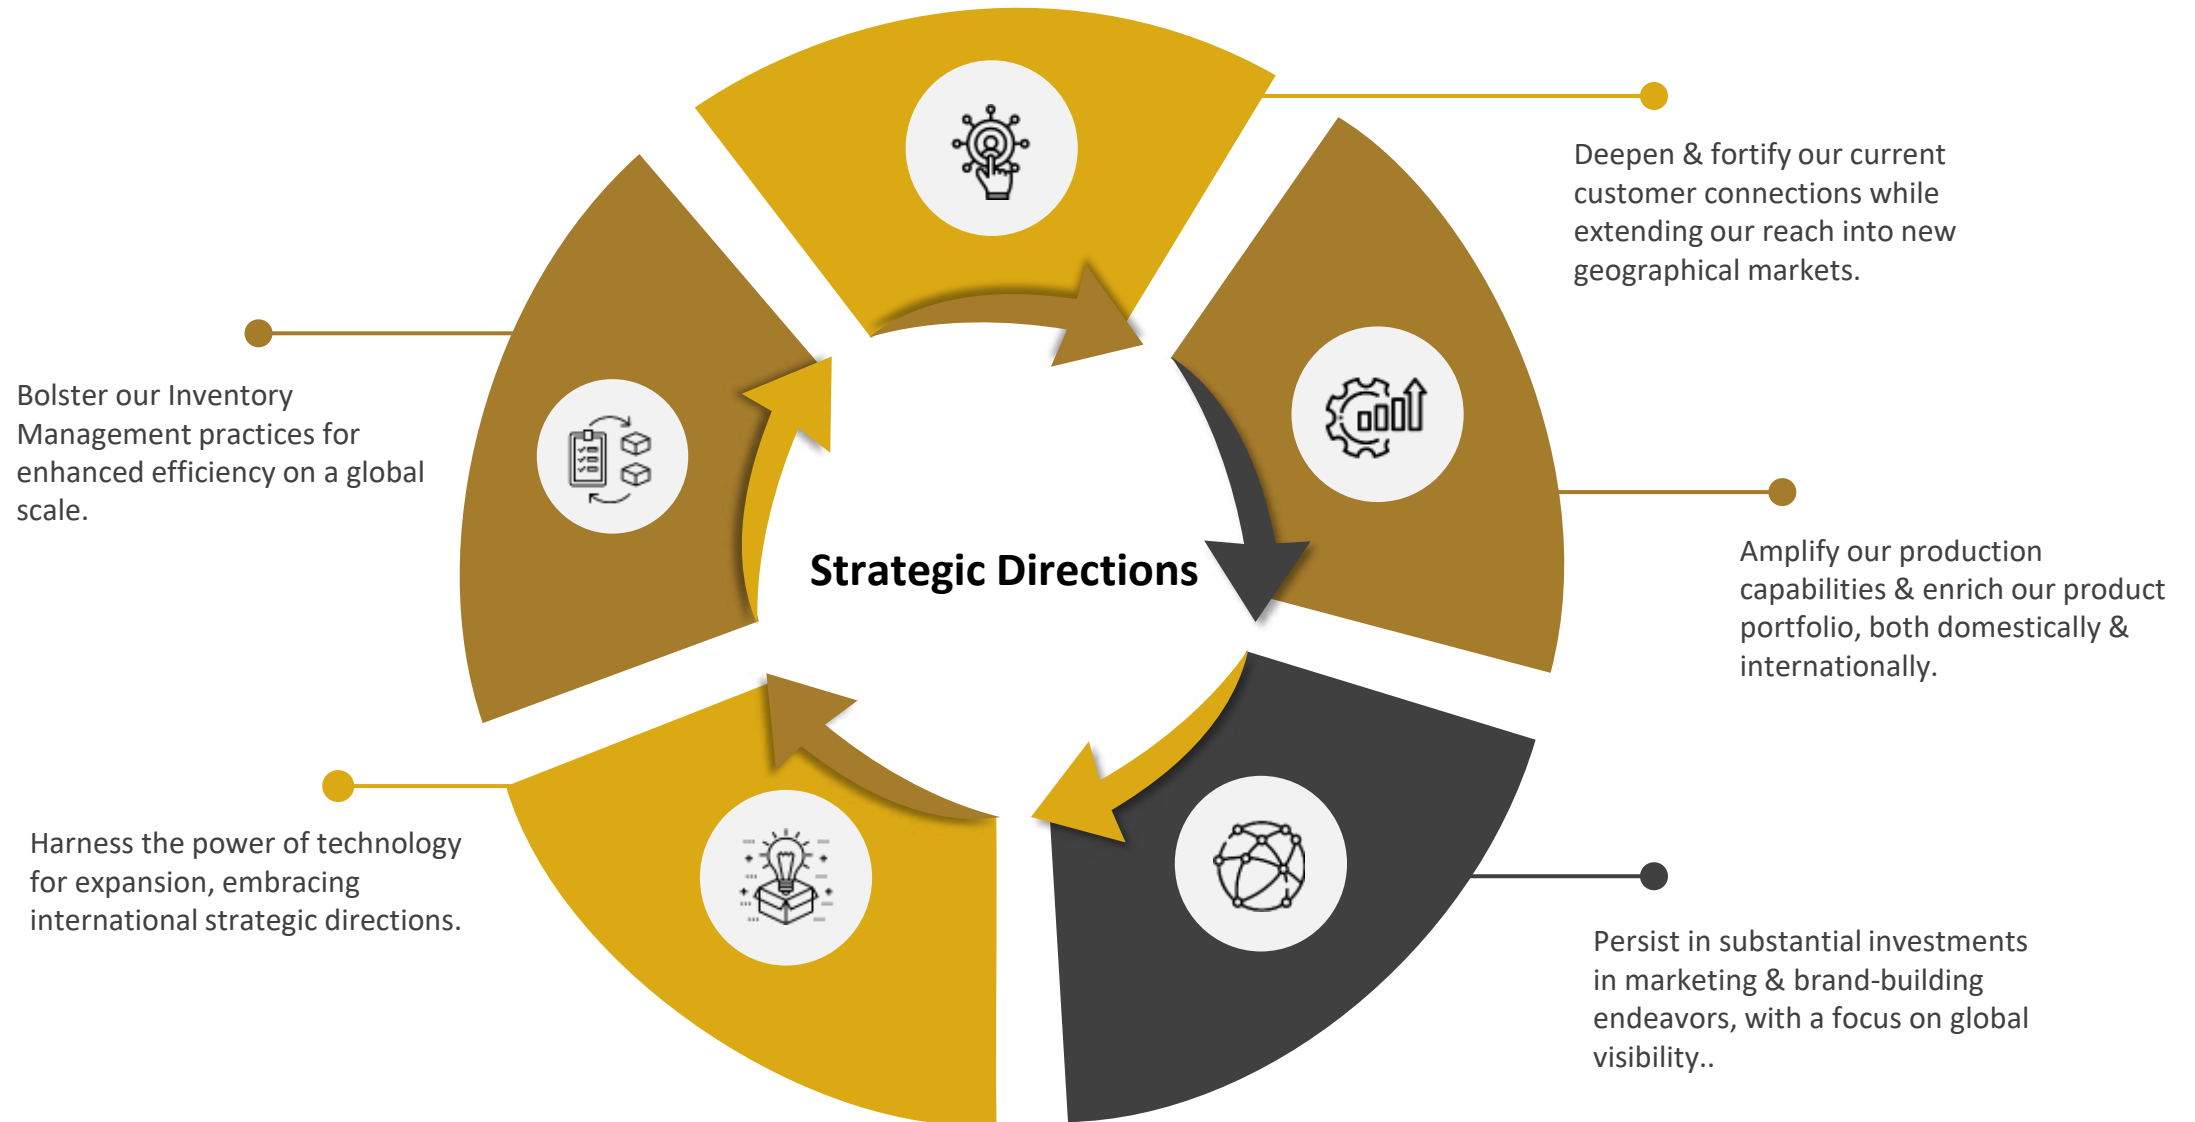 Deepen & fortify our current
customer connections while
extending our reach into new
geographical markets.
Bolster our Inventory
Management practices for
enhanced efficiency on a global
scale.
Strategic Directions
Amplify our production
capabilities & enrich our product
portfolio, both domestically &
internationally.
Harness the power of technology
for expansion, embracing
international strategic directions.
Persist in substantial investments
in marketing & brand-building
endeavors, with a focus on global
visibility..